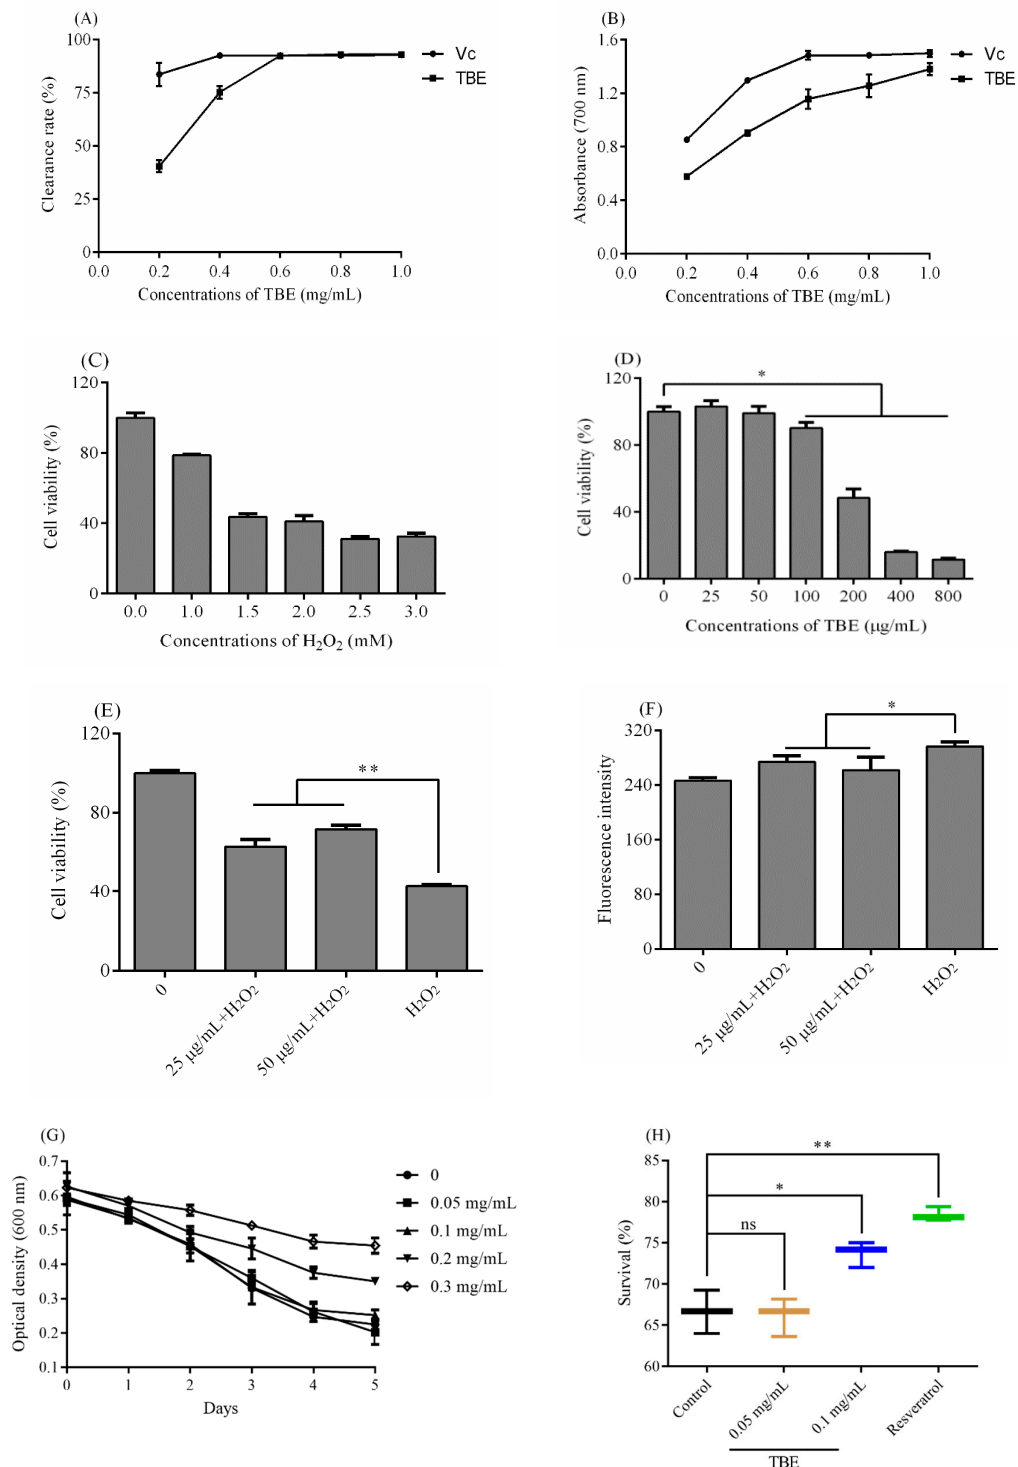 (A)
100
75
50
25
0
Clearance rate (%)
0.0 0.2 0.4 0.6 0.8 1.0
Concentrations of TBE (mg/mL)
Vc
TBE
(B)
1.6
1.2
0.8
0.4
0.0
Absorbance (700 nm)
0.0 0.2 0.4 0.6 0.8 1.0
Concentrations of TBE (mg/mL)
Vc
TBE
(C)
120
80
40
0
Cell viability (%)
0.0 1.0 1.5 2.0 2.5 3.0
Concentrations of H₂O₂ (mM)
(D)
*
120
80
40
0
Cell viability (%)
0 25 50 100 200 400 800
Concentrations of TBE (μg/mL)
(E)
**
120
80
40
0
Cell viability (%)
0
25 μg/mL+H₂O₂
50 μg/mL+H₂O₂
H₂O₂
(F)
*
320
240
160
80
0
Fluorescence intensity
0
25 μg/mL+H₂O₂
50 μg/mL+H₂O₂
H₂O₂
(G)
0.7
0.6
0.5
0.4
0.3
0.2
0.1
Optical density (600 nm)
0 1 2 3 4 5
Days
0
0.05 mg/mL
0.1 mg/mL
0.2 mg/mL
0.3 mg/mL
(H)
**
*
ns
85
80
75
70
65
60
Survival (%)
Control
0.05 mg/mL
0.1 mg/mL
Resveratrol
TBE